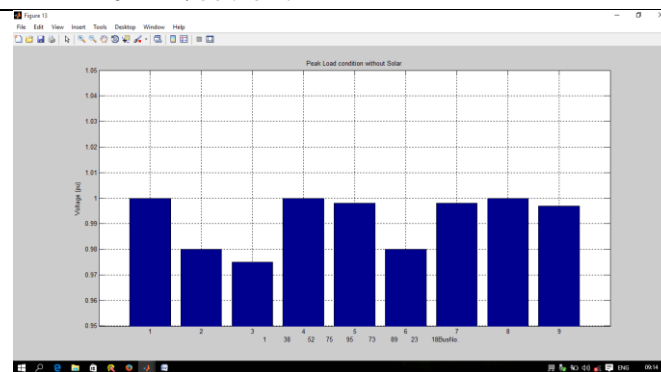 Figure 13
File Edit View Insert Tools Desktop Window Help
Peak Load condition without Solar
1.05
1.04
1.03
1.02
1.01
1
0.99
0.98
0.97
0.96
0.95
Voltage (pu)
1 2 3 4 5 6 7 8 9
1 38 52 75 95 73 89 23 18BusNo.
ENG 09:14